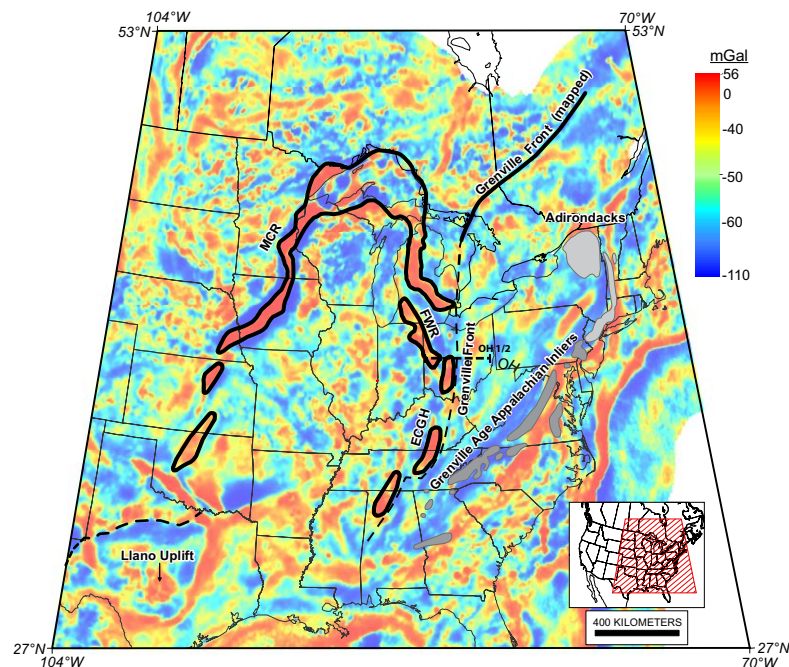 104°W
53°N
70°W
53°N
mGal
56
0
-40
-50
-60
-110
Grenville Front (mapped)
Adirondacks
MCR
FWR
Grenville Front
OH 1/2
OH
ECGH
Grenville Age Appalachian Inliers
Llano Uplift
400 KILOMETERS
27°N
104°W
27°N
70°W